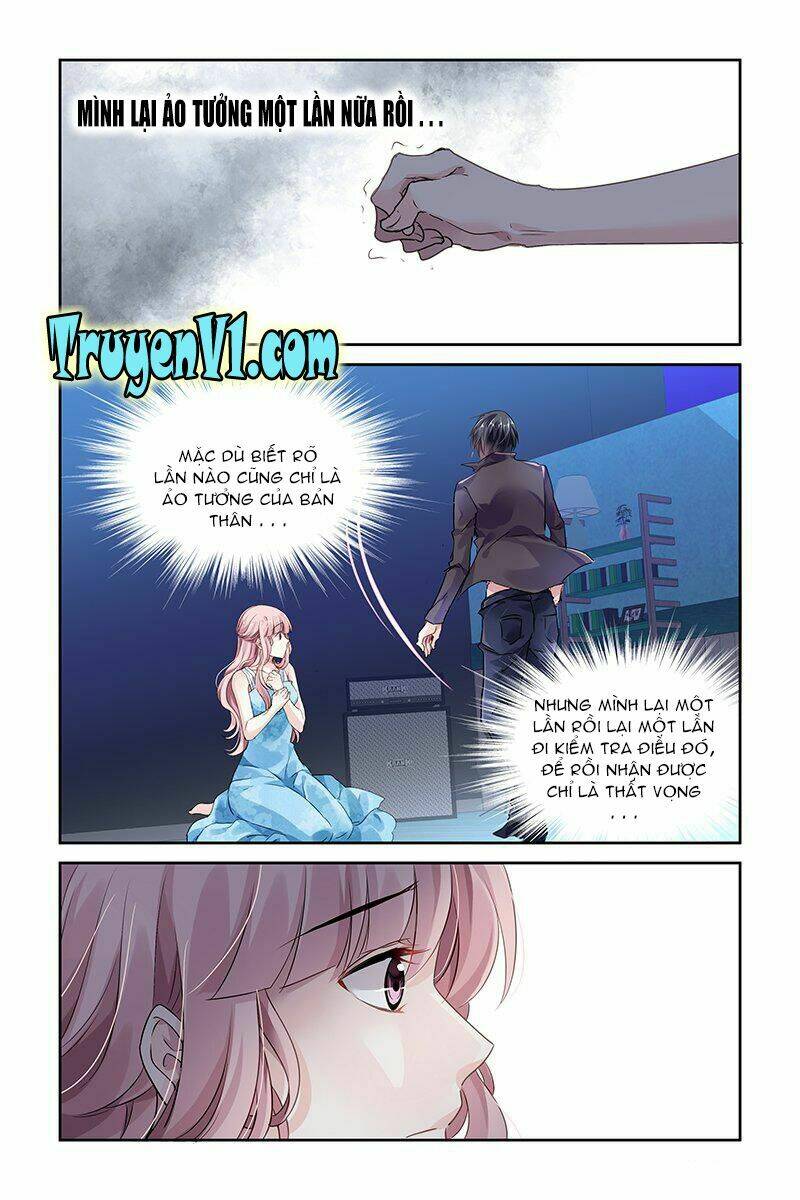 MÌNH LẠI ẢO TƯỞNG MỘT LẦN NỮA RỒI . . .
TruyenV1.com
MẶC DÙ BIẾT RÕ
LẦN NÀO CŨNG CHỈ LÀ
ẢO TƯỞNG CỦA BẢN
THÂN . . .
NHƯNG MÌNH LẠI MỘT
LẦN RỒI LẠI MỘT LẦN
ĐI KIỂM TRA ĐIỀU ĐÓ,
ĐỂ RỒI NHẬN ĐƯỢC
CHỈ LÀ THẤT VỌNG
. . .